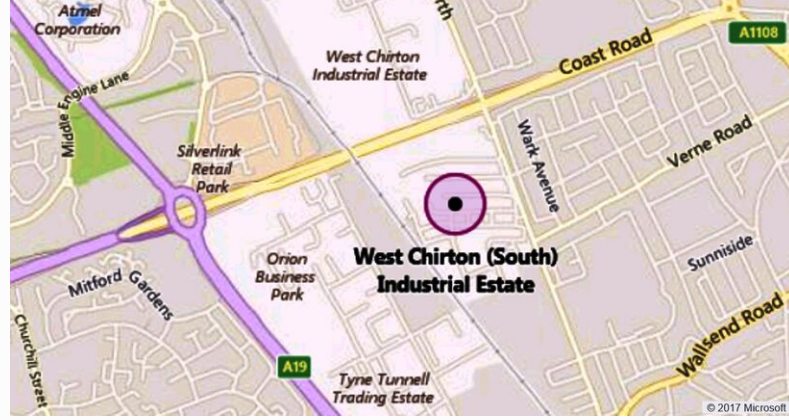 Atmel
Corporation
rth
A1108
West Chirton
Industrial Estate
Coast Road
Middle Engine Lane
Wark Avenue
Verne Road
Silverlink
Retail
Park
West Chirton (South)
Industrial Estate
Orion
Business
Park
Sunniside
Mitford Gardens
Churchill Street
Wallsend Road
A19
Tyne Tunnell
Trading Estate
© 2017 Microsoft